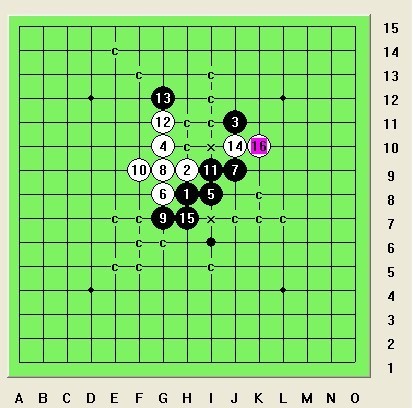 C 15
14
C C 13
13 C 12
12 C C 3 11
4 C × 14 16 10
10 8 2 11 7 9
6 1 5 C 8
C C 9 15 × C C C 7
C C 6
C C C 5
4
3
2
1
A B C D E F G H I J K L M N O